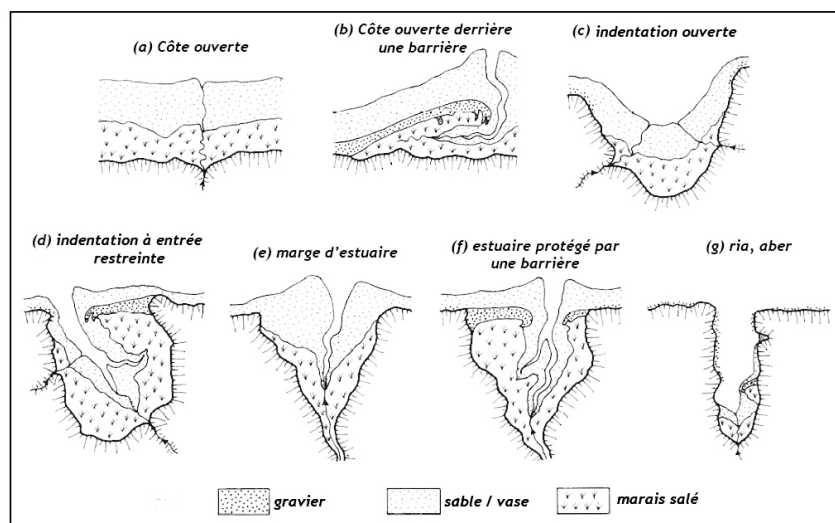 (a) Côte ouverte
(b) Côte ouverte derrière
une barrière
(c) indentation ouverte
(d) indentation à entrée
restreinte
(e) marge d'estuaire
(f) estuaire protégé par
une barrière
(g) ria, aber
gravier
sable / vase
marais salé